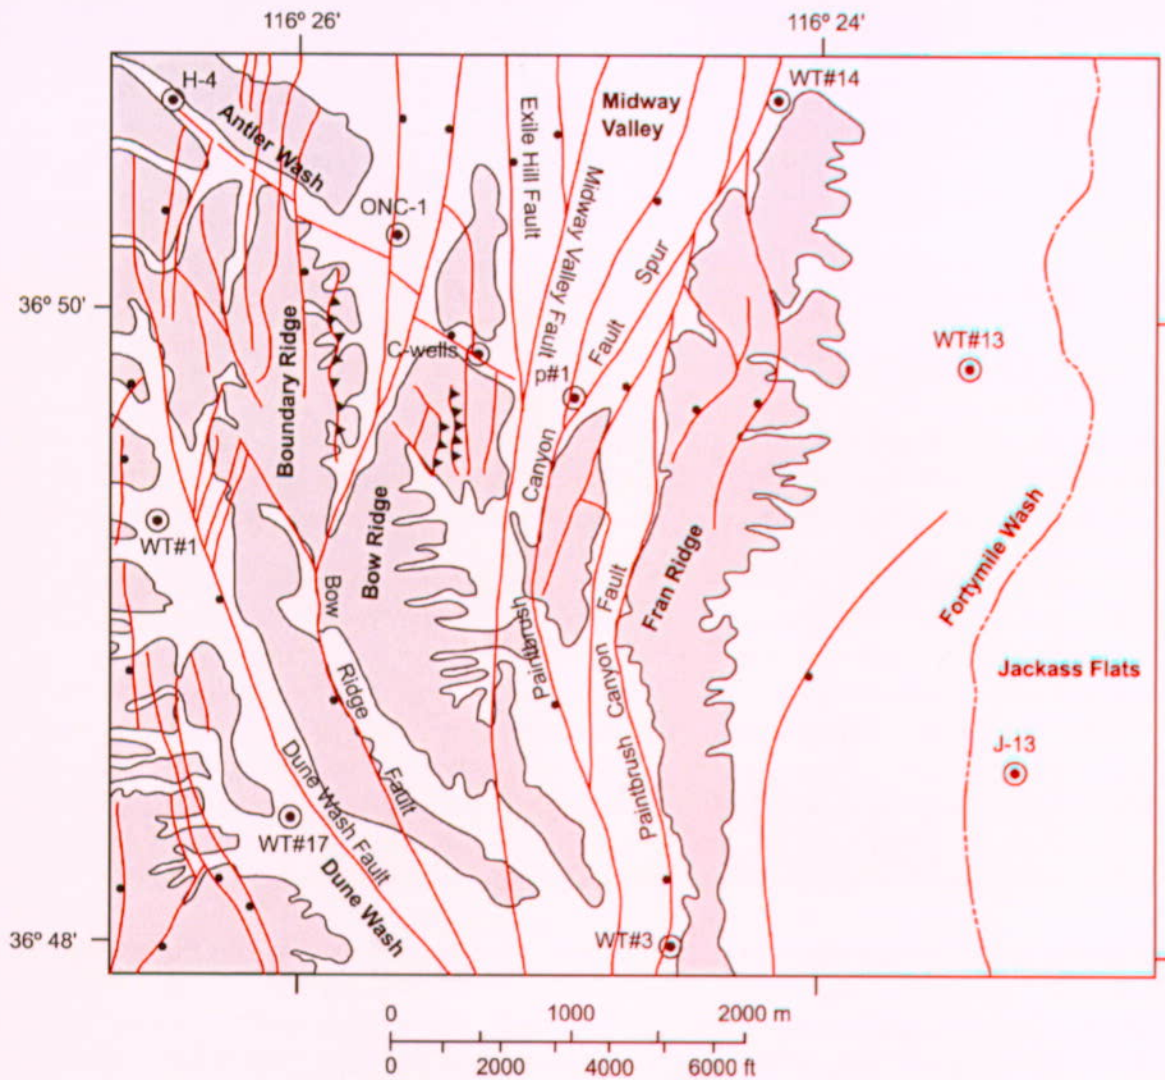 116° 26'
116° 24'
H-4
WT#14
Antler Wash
Exile Hill Fault
Midway
Valley
Midway Valley Fault
ONC-1
Spur
Fault
36° 50'
Boundary Ridge
C-wells
p#1
WT#13
Canyon
Bow Ridge
WT#1
Fran Ridge
Fortymile Wash
Bow
Ridge
Fault
Paintbrush
Fault
Canyon
Paintbrush
Jackass Flats
J-13
Dune Wash Fault
WT#17
Dune Wash
WT#3
36° 48'
0 1000 2000 m
0 2000 4000 6000 ft